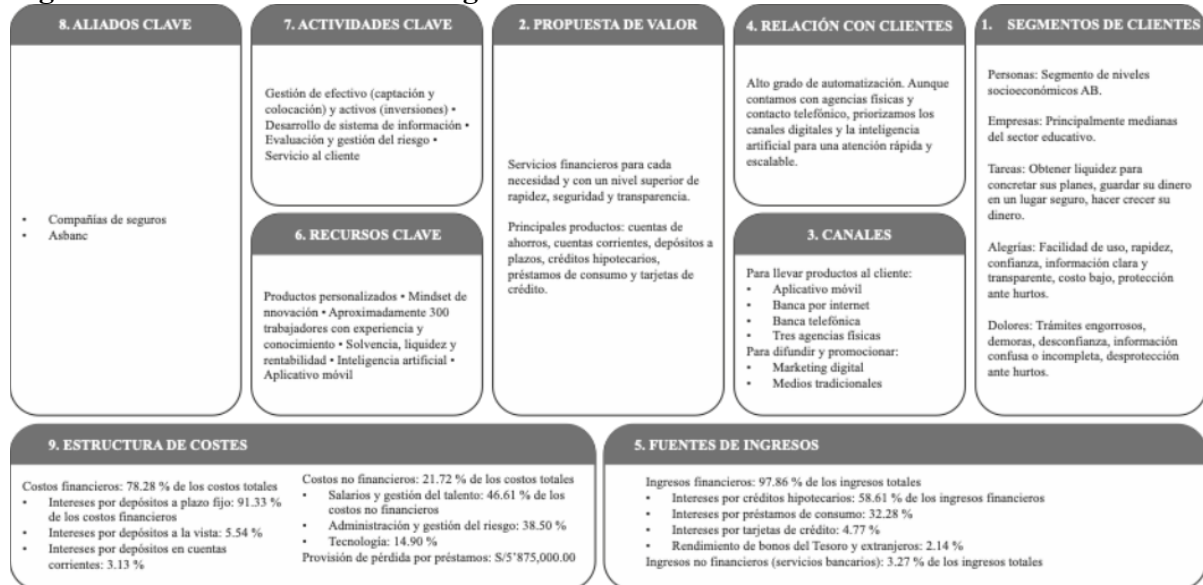 8. ALIADOS CLAVE
• Compañías de seguros
• Asbanc
7. ACTIVIDADES CLAVE
Gestión de efectivo (captación y
colocación) y activos (inversiones) •
Desarrollo de sistema de información •
Evaluación y gestión del riesgo •
Servicio al cliente
6. RECURSOS CLAVE
Productos personalizados • Mindset de
nnovación • Aproximadamente 300
trabajadores con experiencia y
conocimiento • Solvencia, liquidez y
rentabilidad • Inteligencia artificial •
Aplicativo móvil
2. PROPUESTA DE VALOR
Servicios financieros para cada
necesidad y con un nivel superior de
rapidez, seguridad y transparencia.
Principales productos: cuentas de
ahorros, cuentas corrientes, depósitos a
plazos, créditos hipotecarios,
préstamos de consumo y tarjetas de
crédito.
4. RELACIÓN CON CLIENTES
Alto grado de automatización. Aunque
contamos con agencias físicas y
contacto telefónico, priorizamos los
canales digitales y la inteligencia
artificial para una atención rápida y
escalable.
3. CANALES
Para llevar productos al cliente:
• Aplicativo móvil
• Banca por internet
• Banca telefónica
• Tres agencias físicas
Para difundir y promocionar:
• Marketing digital
• Medios tradicionales
1. SEGMENTOS DE CLIENTES
Personas: Segmento de niveles
socioeconómicos AB.
Empresas: Principalmente medianas
del sector educativo.
Tareas: Obtener liquidez para
concretar sus planes, guardar su dinero
en un lugar seguro, hacer crecer su
dinero.
Alegrías: Facilidad de uso, rapidez,
confianza, información clara y
transparente, costo bajo, protección
ante hurtos.
Dolores: Trámites engorrosos,
demoras, desconfianza, información
confusa o incompleta, desprotección
ante hurtos.
9. ESTRUCTURA DE COSTES
Costos financieros: 78.28 % de los costos totales
• Intereses por depósitos a plazo fijo: 91.33 %
de los costos financieros
• Intereses por depósitos a la vista: 5.54 %
• Intereses por depósitos en cuentas
corrientes: 3.13 %
Costos no financieros: 21.72 % de los costos totales
• Salarios y gestión del talento: 46.61 % de los
costos no financieros
• Administración y gestión del riesgo: 38.50 %
• Tecnología: 14.90 %
Provisión de pérdida por préstamos: S/5’875,000.00
5. FUENTES DE INGRESOS
Ingresos financieros: 97.86 % de los ingresos totales
• Intereses por créditos hipotecarios: 58.61 % de los ingresos financieros
• Intereses por préstamos de consumo: 32.28 %
• Intereses por tarjetas de crédito: 4.77 %
• Rendimiento de bonos del Tesoro y extranjeros: 2.14 %
Ingresos no financieros (servicios bancarios): 3.27 % de los ingresos totales